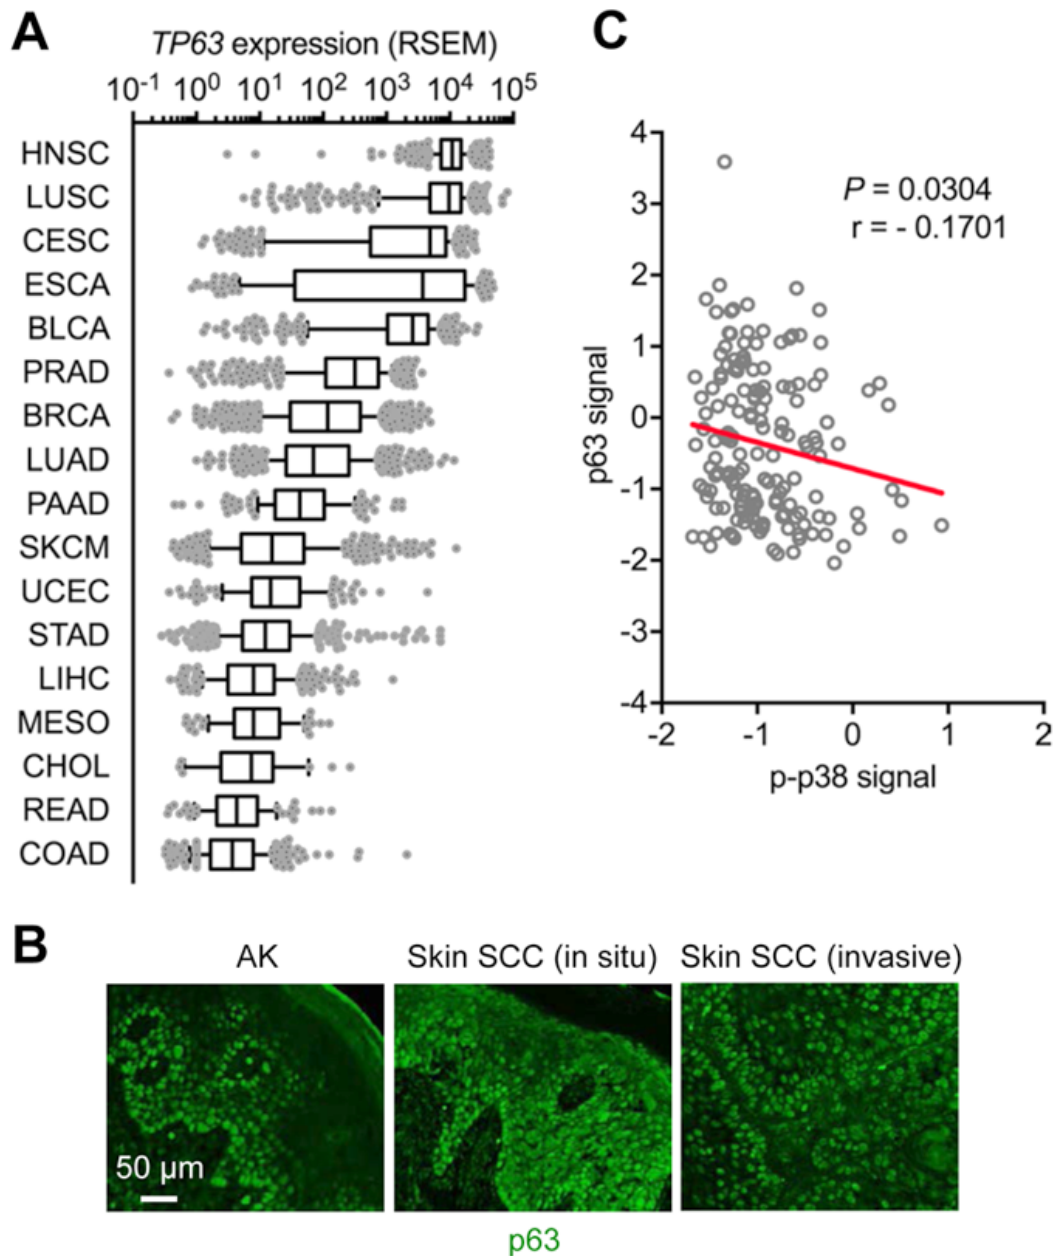 A
TP63 expression (RSEM)
10-1 100 101 102 103 104 105
HNSC
LUSC
CESC
ESCA
BLCA
PRAD
BRCA
LUAD
PAAD
SKCM
UCEC
STAD
LIHC
MESO
CHOL
READ
COAD
C
P = 0.0304
r = - 0.1701
p63 signal
4
3
2
1
0
-1
-2
-3
-4
-2 -1 0 1 2
p-p38 signal
B
AK
Skin SCC (in situ)
Skin SCC (invasive)
50 µm
p63